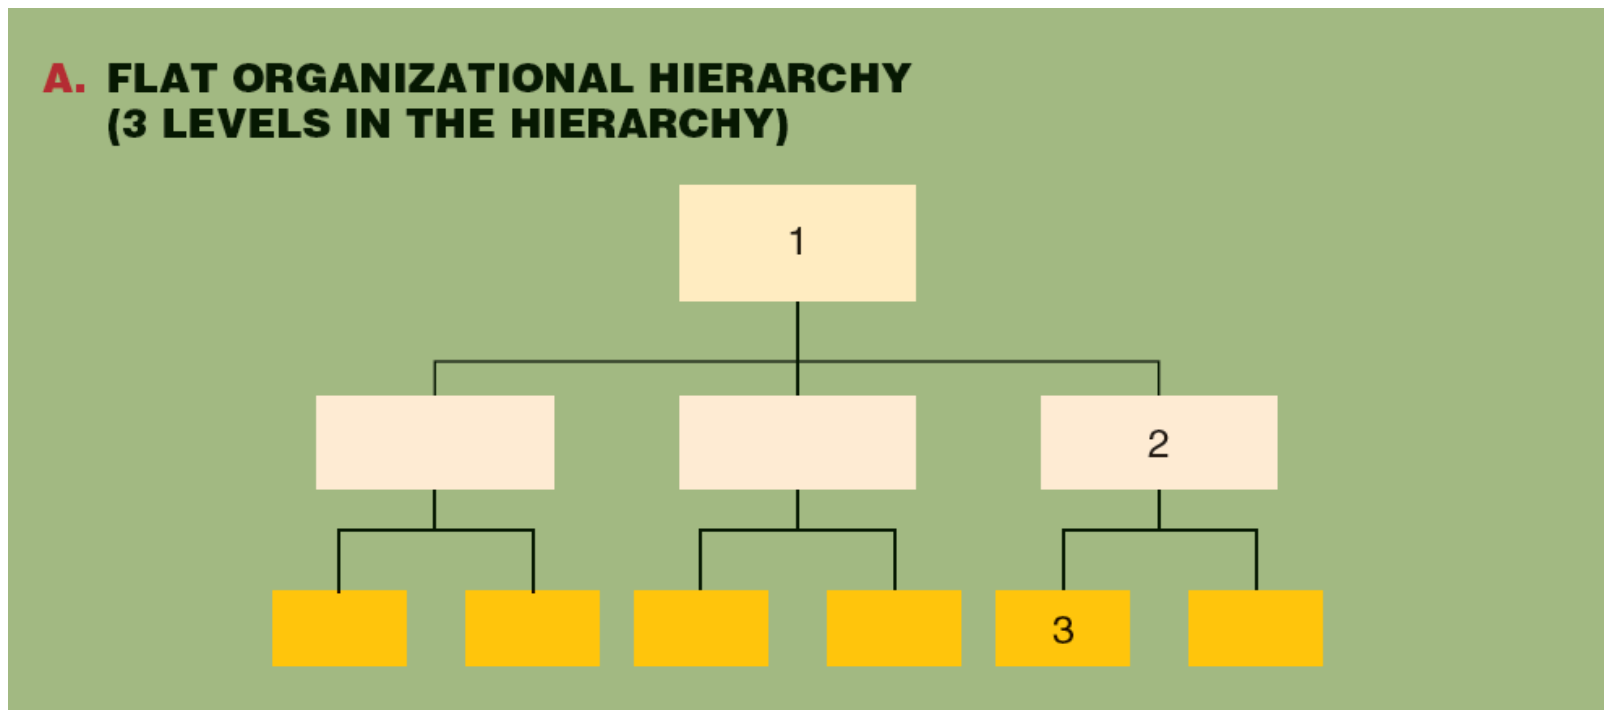 A. FLAT ORGANIZATIONAL HIERARCHY
(3 LEVELS IN THE HIERARCHY)
1
2
3